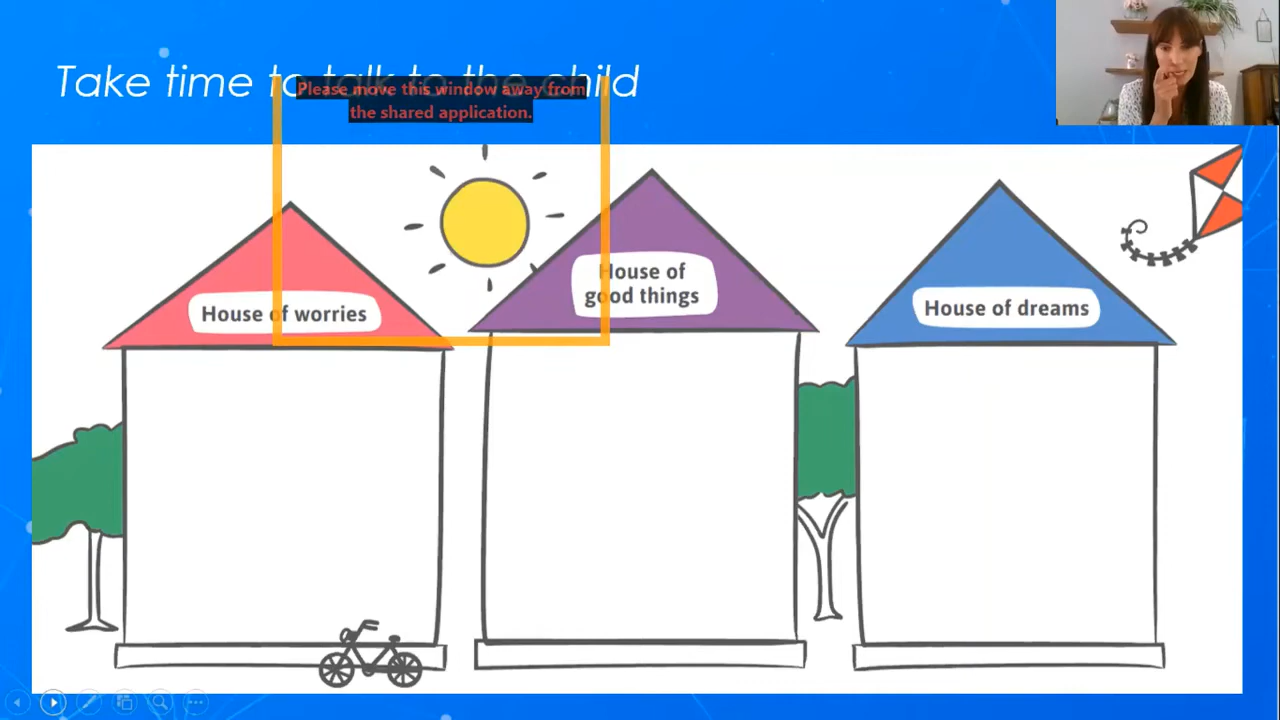 Take time to talk to the child
Please move this window away from
the shared application.
House of worries
House of
good things
House of dreams